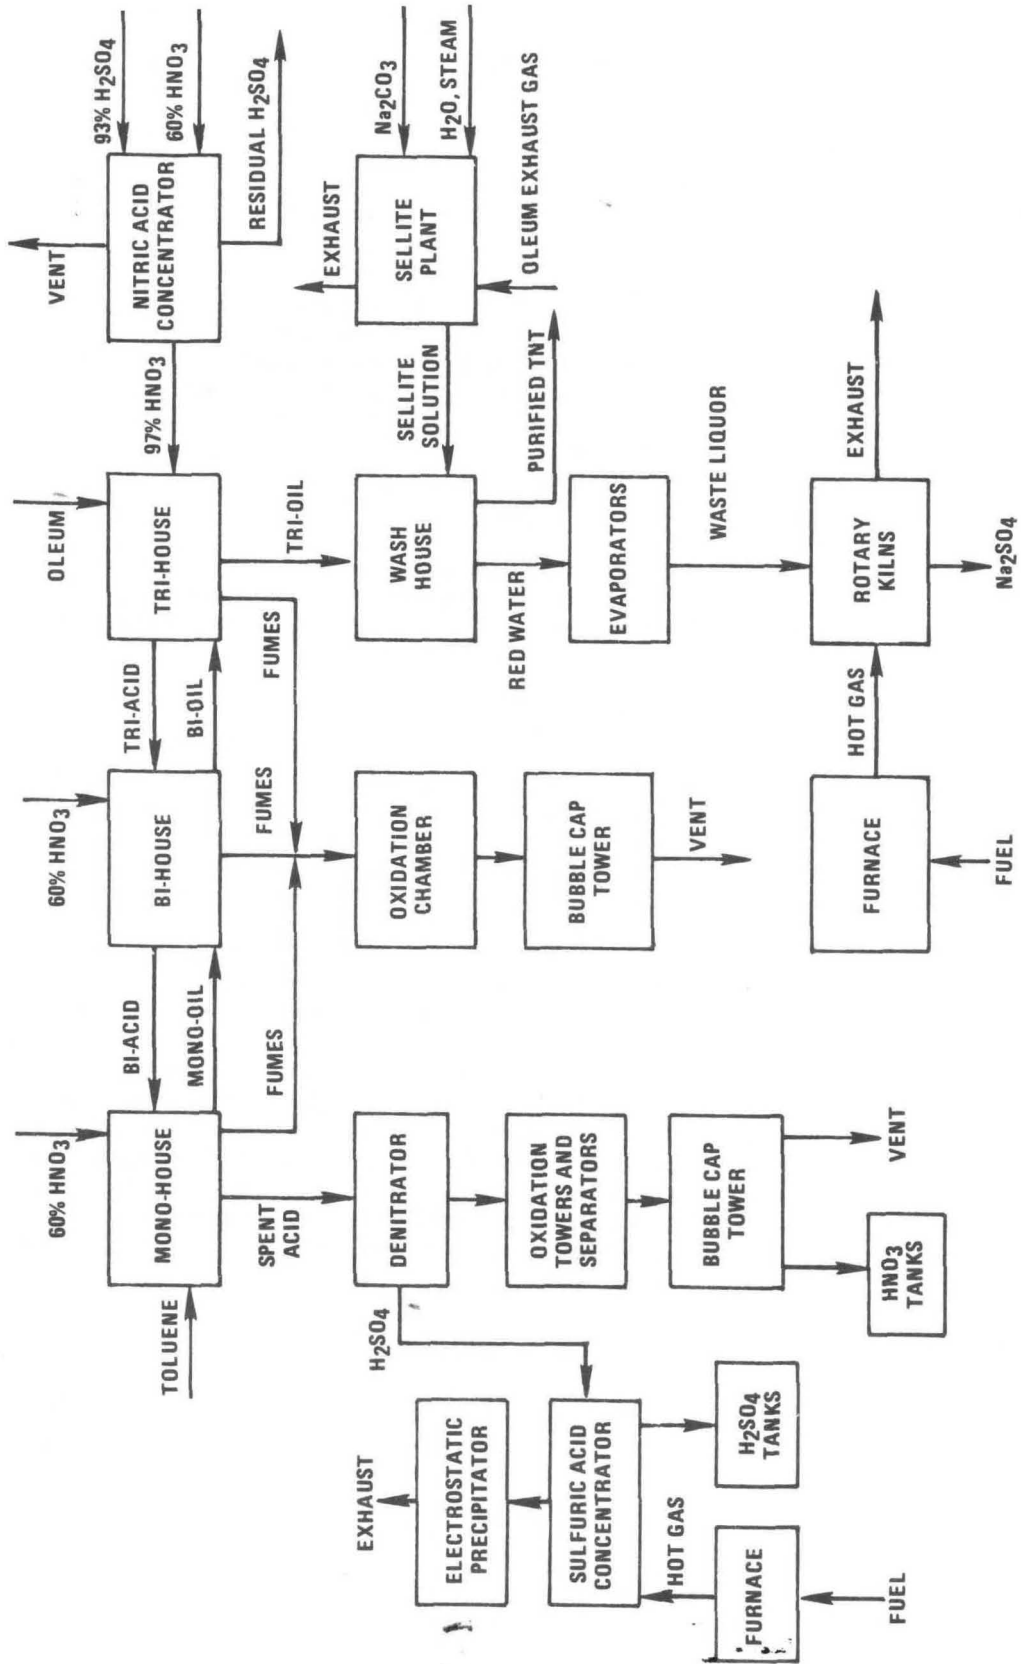 60% HNO3
60% HNO3
OLEUM
VENT
93% H2SO4
60% HNO3
TOLUENE
MONO-HOUSE
BI-ACID
MONO-OIL
BI-HOUSE
TRI-ACID
BI-OIL
TRI-HOUSE
97% HNO3
NITRIC ACID
CONCENTRATOR
RESIDUAL H2SO4
SPENT
ACID
FUMES
FUMES
FUMES
TRI-OIL
EXHAUST
H2SO4
DENITRATOR
OXIDATION
CHAMBER
WASH
HOUSE
SELLITE
SOLUTION
SELLITE
PLANT
Na2CO3
H2O, STEAM
EXHAUST
ELECTROSTATIC
PRECIPITATOR
OXIDATION
TOWERS AND
SEPARATORS
BUBBLE CAP
TOWER
RED WATER
PURIFIED TNT
OLEUM EXHAUST GAS
SULFURIC ACID
CONCENTRATOR
EVAPORATORS
HOT GAS
BUBBLE CAP
TOWER
VENT
WASTE LIQUOR
FURNACE
H2SO4
TANKS
HNO3
TANKS
VENT
FURNACE
HOT GAS
ROTARY
KILNS
EXHAUST
FUEL
FUEL
Na2SO4